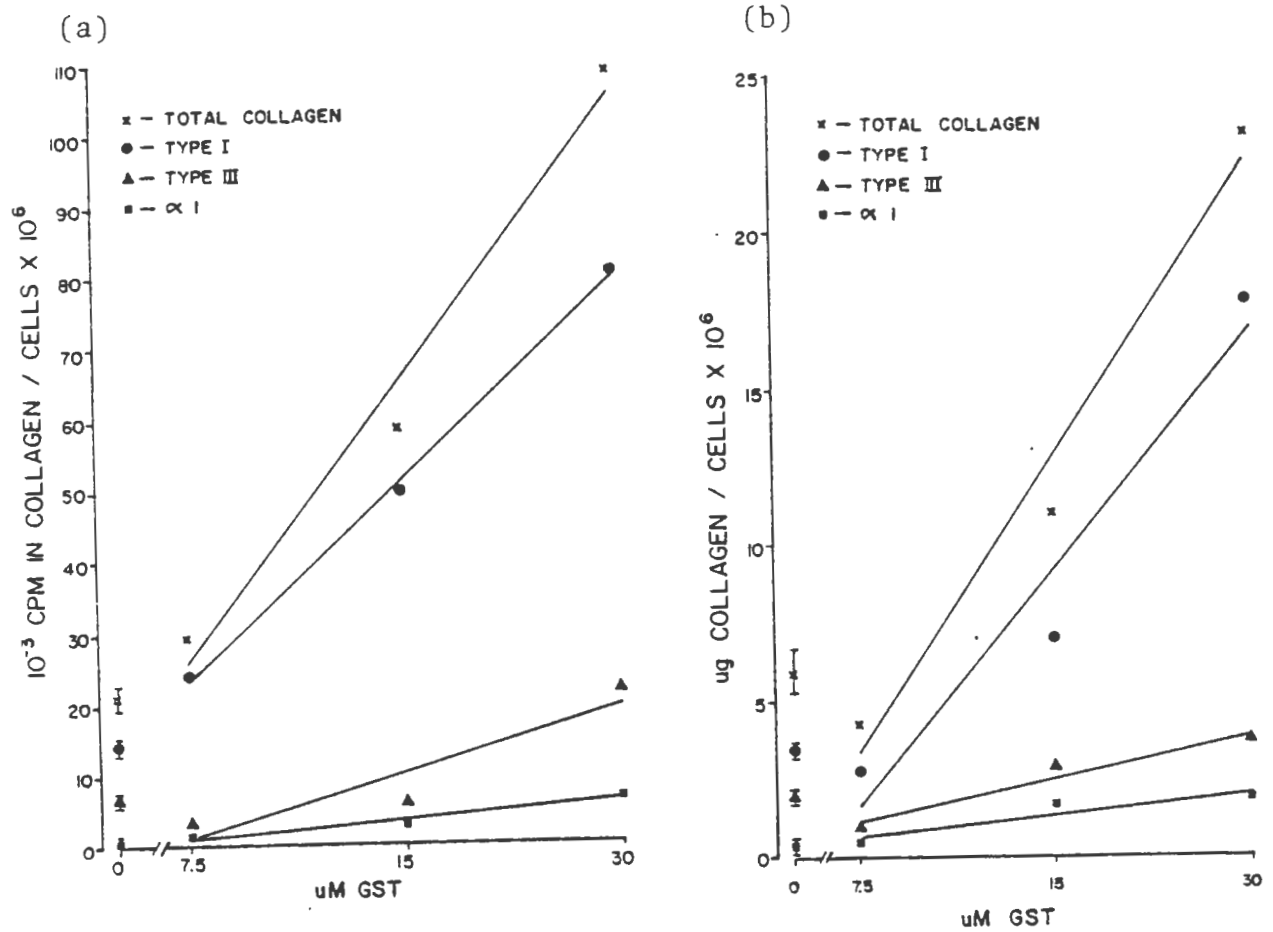 (a)
110
100
90
80
70
60
50
40
30
20
10
0
10⁻³ CPM IN COLLAGEN / CELLS X 10⁶
x – TOTAL COLLAGEN
● – TYPE I
▲ – TYPE III
■ – ∝ I
0
7.5
15
30
uM GST
(b)
25
20
15
10
5
0
ug COLLAGEN / CELLS X 10⁶
x – TOTAL COLLAGEN
● – TYPE I
▲ – TYPE III
■ – ∝ I
0
7.5
15
30
uM GST